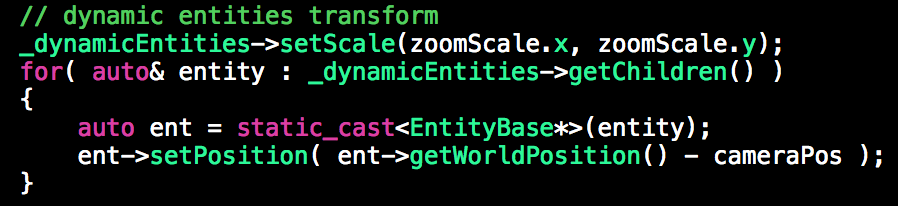 // dynamic entities transform
_dynamicEntities->setScale(zoomScale.x, zoomScale.y);
for( auto& entity : _dynamicEntities->getChildren() )
{
    auto ent = static_cast<EntityBase*>(entity);
    ent->setPosition( ent->getWorldPosition() - cameraPos );
}